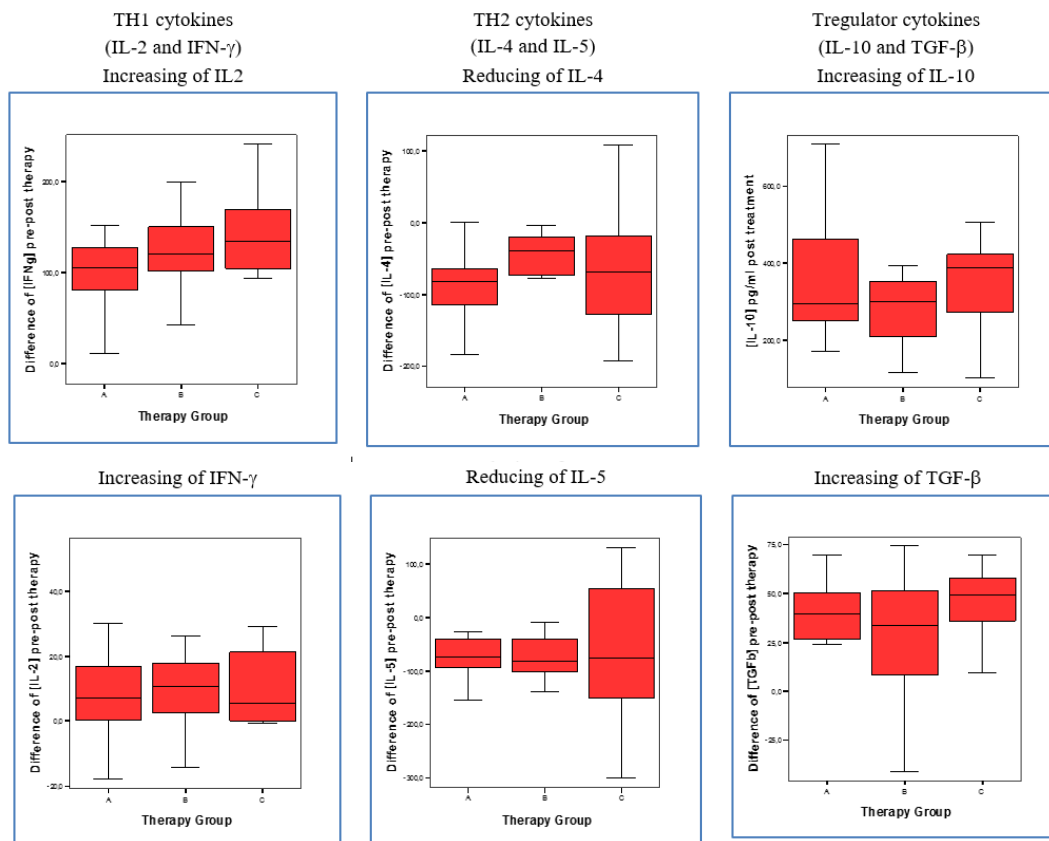 TH1 cytokines
(IL-2 and IFN-γ)
Increasing of IL2
TH2 cytokines
(IL-4 and IL-5)
Reducing of IL-4
Tregulator cytokines
(IL-10 and TGF-β)
Increasing of IL-10
Difference of [IFNg] pre-post therapy
200,0
100,0
0,0
A B C
Therapy Group
Difference of [IL-4] pre-post therapy
100,0
0,0
-100,0
-200,0
A B C
Therapy Group
[IL-10] pg/ml post treatment
600,0
400,0
200,0
A B C
Therapy Group
Increasing of IFN-γ
Reducing of IL-5
Increasing of TGF-β
Difference of [IL-2] pre-post therapy
40,0
20,0
0,0
-20,0
A B C
Therapy Group
Difference of [IL-5] pre-post therapy
100,0
0,0
-100,0
-200,0
-300,0
A B C
Therapy Group
Difference of [TGFb] pre-post therapy
75,0
50,0
25,0
0,0
-25,0
A B C
Therapy Group